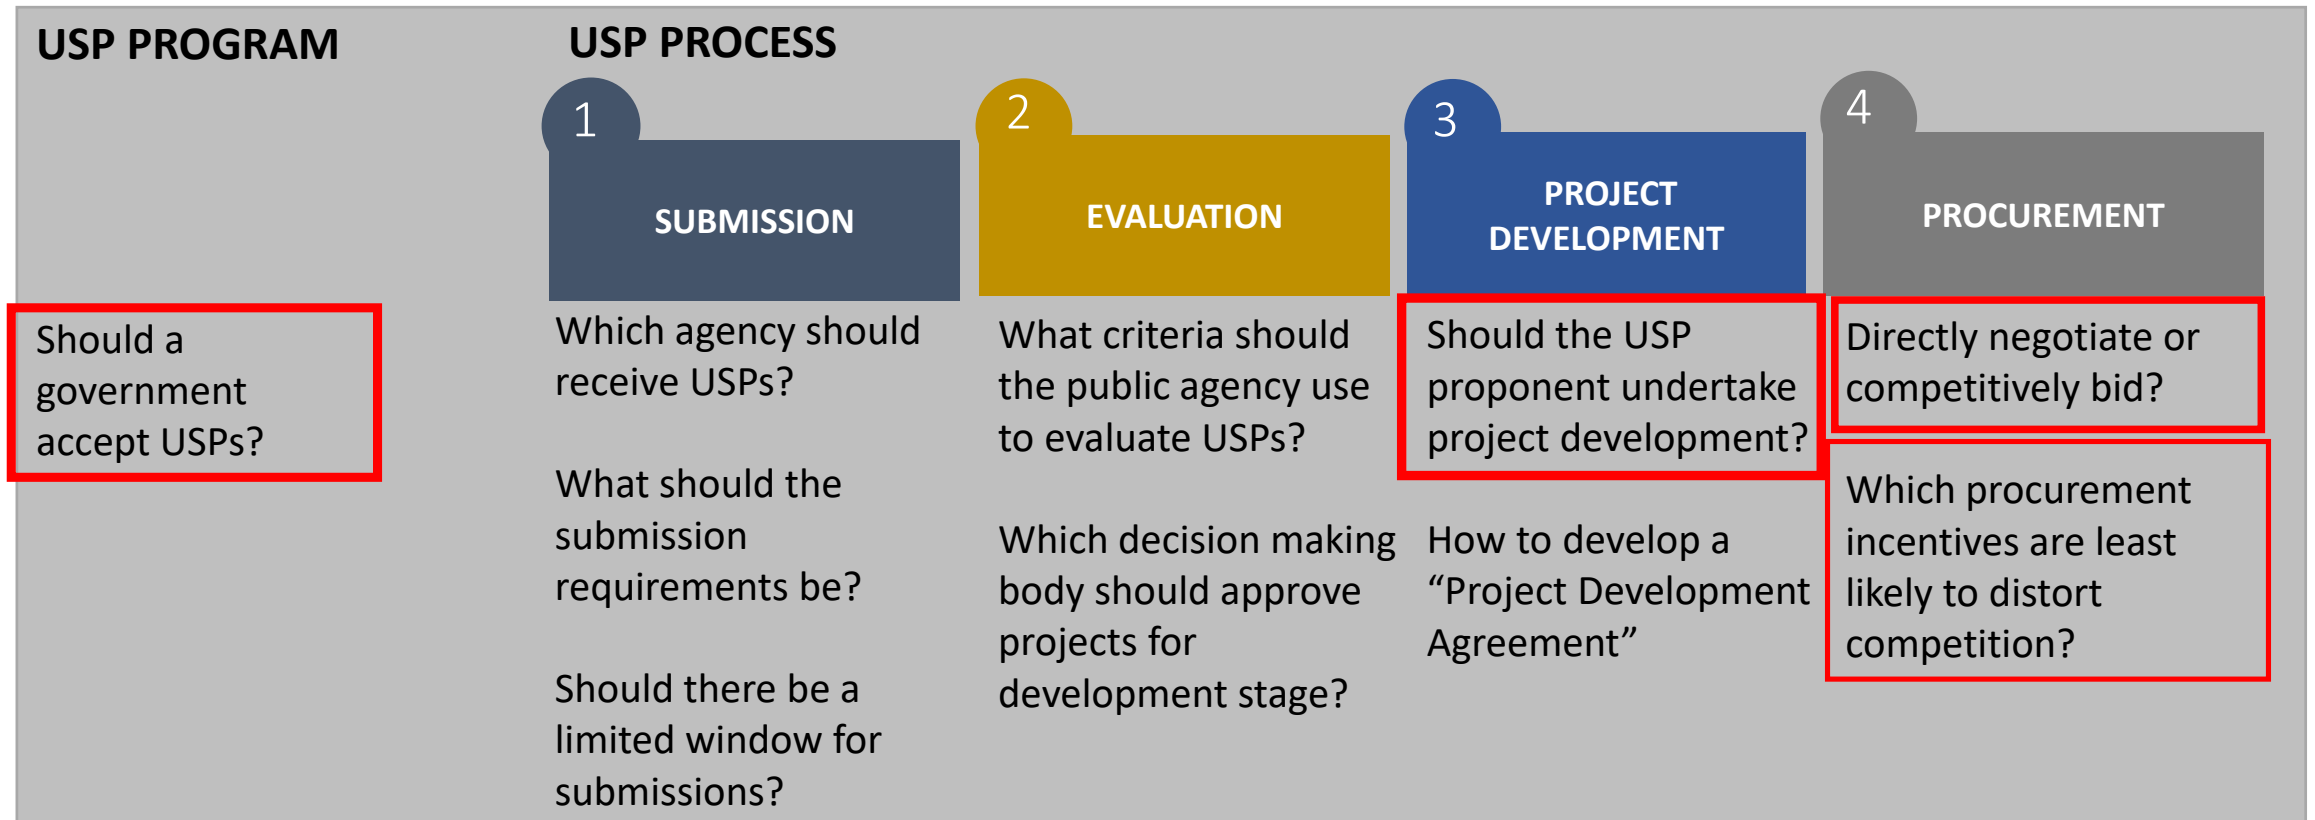 USP PROGRAM
USP PROCESS
Should a
government
accept USPs?
1
SUBMISSION
Which agency should
receive USPs?
What should the
submission
requirements be?
Should there be a
limited window for
submissions?
2
EVALUATION
What criteria should
the public agency use
to evaluate USPs?
Which decision making
body should approve
projects for
development stage?
3
PROJECT
DEVELOPMENT
Should the USP
proponent undertake
project development?
How to develop a
“Project Development
Agreement”
4
PROCUREMENT
Directly negotiate or
competitively bid?
Which procurement
incentives are least
likely to distort
competition?